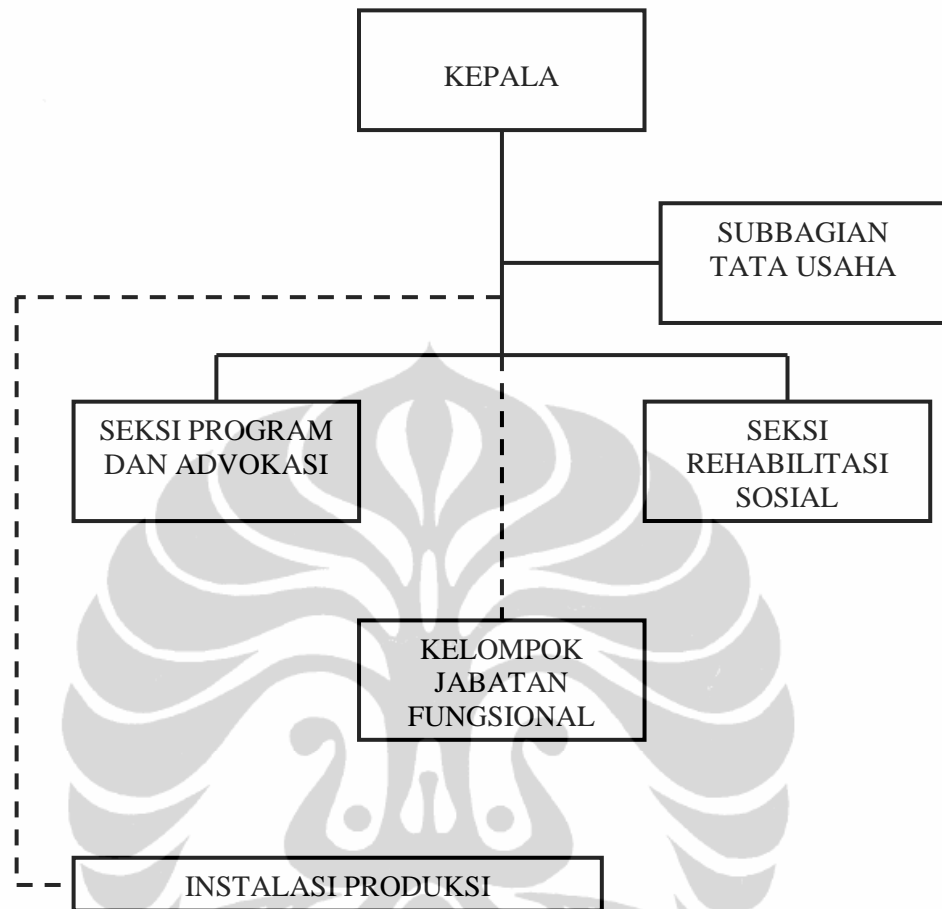 KEPALA
SUBBAGIAN
TATA USAHA
SEKSI PROGRAM
DAN ADVOKASI
SEKSI
REHABILITASI
SOSIAL
KELOMPOK
JABATAN
FUNGSIONAL
INSTALASI PRODUKSI